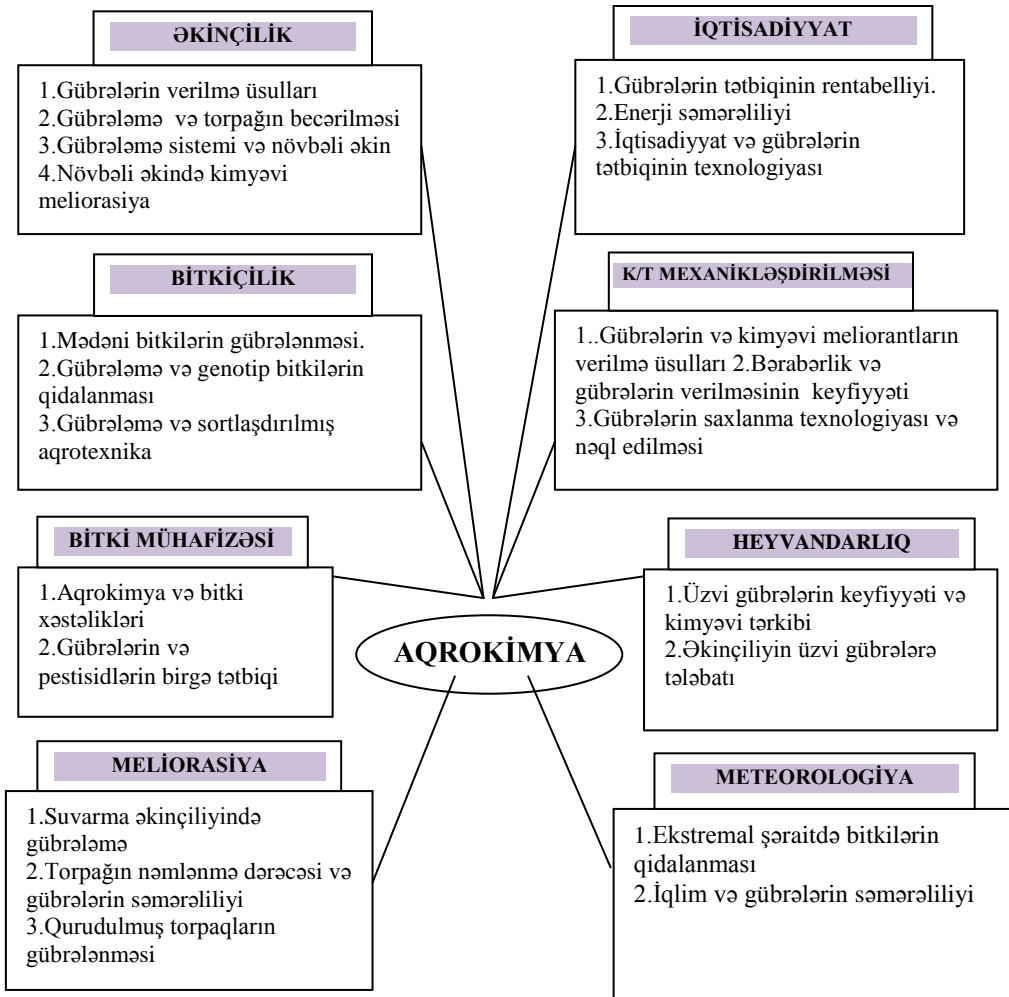 ƏKİNÇİLİK
1.Gübrələrin verilmə üsulları
2.Gübrələmə və torpağın becərilməsi
3.Gübrələmə sistemi və növbəli əkin
4.Növbəli əkində kimyəvi
meliorasiya
İQTİSADİYYAT
1.Gübrələrin tətbiqinin rentabelliyi.
2.Enerji səmərəliliyi
3.İqtisadiyyat və gübrələrin
tətbiqinin texnologiyası
BİTKİÇİLİK
1.Mədəni bitkilərin gübrələnməsi.
2.Gübrələmə və genotip bitkilərin
qidalanması
3.Gübrələmə və sortlaşdırılmış
aqrotexnika
K/T MEXANİKLƏŞDİRİLMƏSİ
1..Gübrələrin və kimyəvi meliorantların
verilmə üsulları 2.Bərabərlik və
gübrələrin verilməsinin keyfiyyəti
3.Gübrələrin saxlanma texnologiyası və
nəql edilməsi
BİTKİ MÜHAFİZƏSİ
1.Aqrokimya və bitki
xəstəlikləri
2.Gübrələrin və
pestisidlərin birgə tətbiqi
HEYVANDARLIQ
1.Üzvi gübrələrin keyfiyyəti və
kimyəvi tərkibi
2.Əkinçiliyin üzvi gübrələrə
tələbatı
AQROKİMYA
MELİORASİYA
1.Suvarma əkinçiliyində
gübrələmə
2.Torpağın nəmlənmə dərəcəsi və
gübrələrin səmərəliliyi
3.Qurudulmuş torpaqların
gübrələnməsi
METEOROLOGİYA
1.Ekstremal şəraitdə bitkilərin
qidalanması
2.İqlim və gübrələrin səmərəliliyi